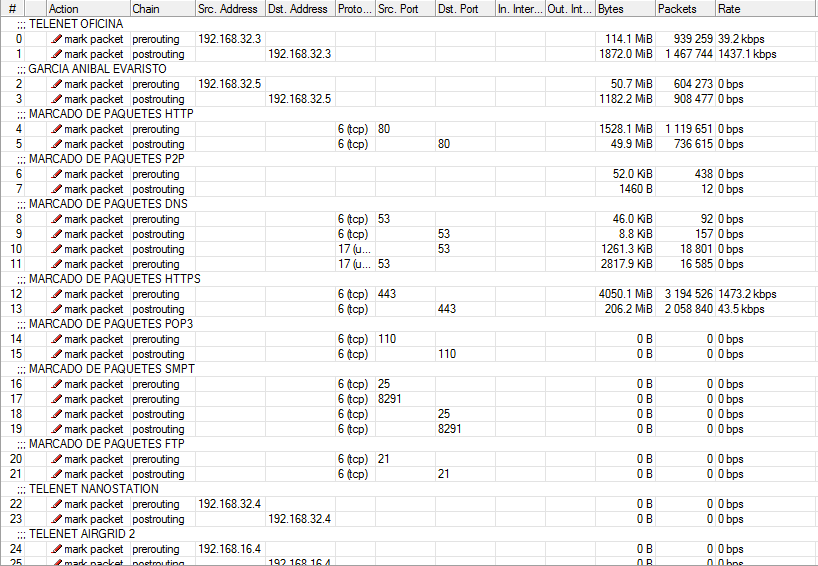 # Action Chain Src. Address Dst. Address Proto... Src. Port Dst. Port In. Inter... Out. Int... Bytes Packets Rate
;;; TELENET OFICINA
0 mark packet prerouting 192.168.32.3 114.1 MiB 939 259 39.2 kbps
1 mark packet postrouting 192.168.32.3 1872.0 MiB 1 467 744 1437.1 kbps
;;; GARCIA ANIBAL EVARISTO
2 mark packet prerouting 192.168.32.5 50.7 MiB 604 273 0 bps
3 mark packet postrouting 192.168.32.5 1182.2 MiB 908 477 0 bps
;;; MARCADO DE PAQUETES HTTP
4 mark packet prerouting 6 (tcp) 80 1528.1 MiB 1 119 651 0 bps
5 mark packet postrouting 6 (tcp) 80 49.9 MiB 736 615 0 bps
;;; MARCADO DE PAQUETES P2P
6 mark packet prerouting 52.0 KiB 438 0 bps
7 mark packet postrouting 1460 B 12 0 bps
;;; MARCADO DE PAQUETES DNS
8 mark packet prerouting 6 (tcp) 53 46.0 KiB 92 0 bps
9 mark packet postrouting 6 (tcp) 53 8.8 KiB 157 0 bps
10 mark packet postrouting 17 (u... 53 1261.3 KiB 18 801 0 bps
11 mark packet prerouting 17 (u... 53 2817.9 KiB 16 585 0 bps
;;; MARCADO DE PAQUETES HTTPS
12 mark packet prerouting 6 (tcp) 443 4050.1 MiB 3 194 526 1473.2 kbps
13 mark packet postrouting 6 (tcp) 443 206.2 MiB 2 058 840 43.5 kbps
;;; MARCADO DE PAQUETES POP3
14 mark packet prerouting 6 (tcp) 110 0 B 0 0 bps
15 mark packet postrouting 6 (tcp) 110 0 B 0 0 bps
;;; MARCADO DE PAQUETES SMPT
16 mark packet prerouting 6 (tcp) 25 0 B 0 0 bps
17 mark packet prerouting 6 (tcp) 8291 0 B 0 0 bps
18 mark packet postrouting 6 (tcp) 25 0 B 0 0 bps
19 mark packet postrouting 6 (tcp) 8291 0 B 0 0 bps
;;; MARCADO DE PAQUETES FTP
20 mark packet prerouting 6 (tcp) 21 0 B 0 0 bps
21 mark packet postrouting 6 (tcp) 21 0 B 0 0 bps
;;; TELENET NANOSTATION
22 mark packet prerouting 192.168.32.4 0 B 0 0 bps
23 mark packet postrouting 192.168.32.4 0 B 0 0 bps
;;; TELENET AIRGRID 2
24 mark packet prerouting 192.168.16.4 0 B 0 0 bps
25 mark packet postrouting 192.168.16.4 0 B 0 0 bps